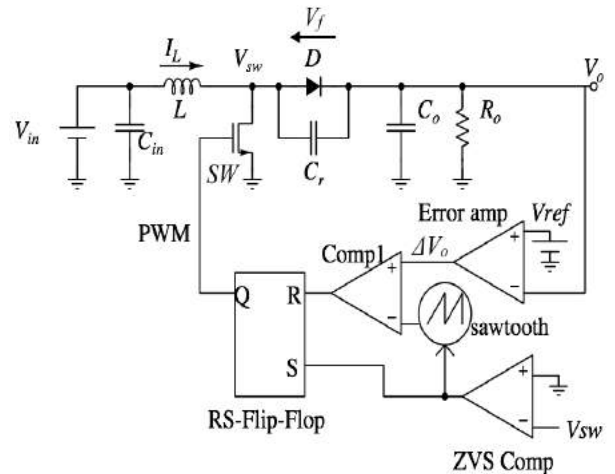 V_f
I_L
V_sw
D
V_o
L
V_in
C_in
SW
C_r
C_o
R_o
Error amp
Vref
PWM
Comp1
ΔV_o
+
−
+
−
Q
R
sawtooth
S
+
−
Vsw
RS-Flip-Flop
ZVS Comp